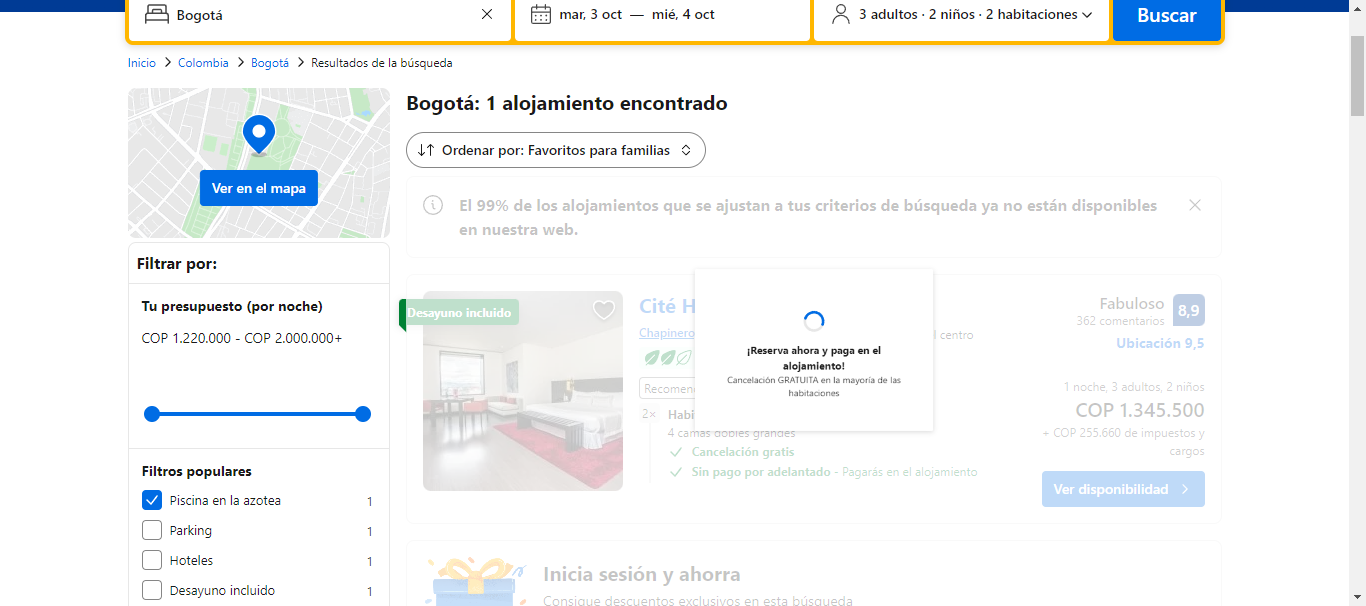 Bogotá
mar, 3 oct — mié, 4 oct
3 adultos · 2 niños · 2 habitaciones
Buscar
Inicio > Colombia > Bogotá > Resultados de la búsqueda
Ver en el mapa
Filtrar por:
Tu presupuesto (por noche)
COP 1.220.000 - COP 2.000.000+
Filtros populares
Piscina en la azotea 1
Parking 1
Hoteles 1
Desayuno incluido 1
Bogotá: 1 alojamiento encontrado
Ordenar por: Favoritos para familias
El 99% de los alojamientos que se ajustan a tus criterios de búsqueda ya no están disponibles
en nuestra web.
Desayuno incluido
Cité
Chapinero
l centro
2×
4 camas dobles grandes
Cancelación gratis
Sin pago por adelantado - Pagarás en el alojamiento
¡Reserva ahora y paga en el
alojamiento!
Cancelación GRATUITA en la mayoría de las
habitaciones
Fabuloso
362 comentarios
8,9
Ubicación 9,5
1 noche, 3 adultos, 2 niños
COP 1.345.500
+ COP 255.660 de impuestos y
cargos
Ver disponibilidad
Inicia sesión y ahorra
Consigue descuentos exclusivos en esta búsqueda